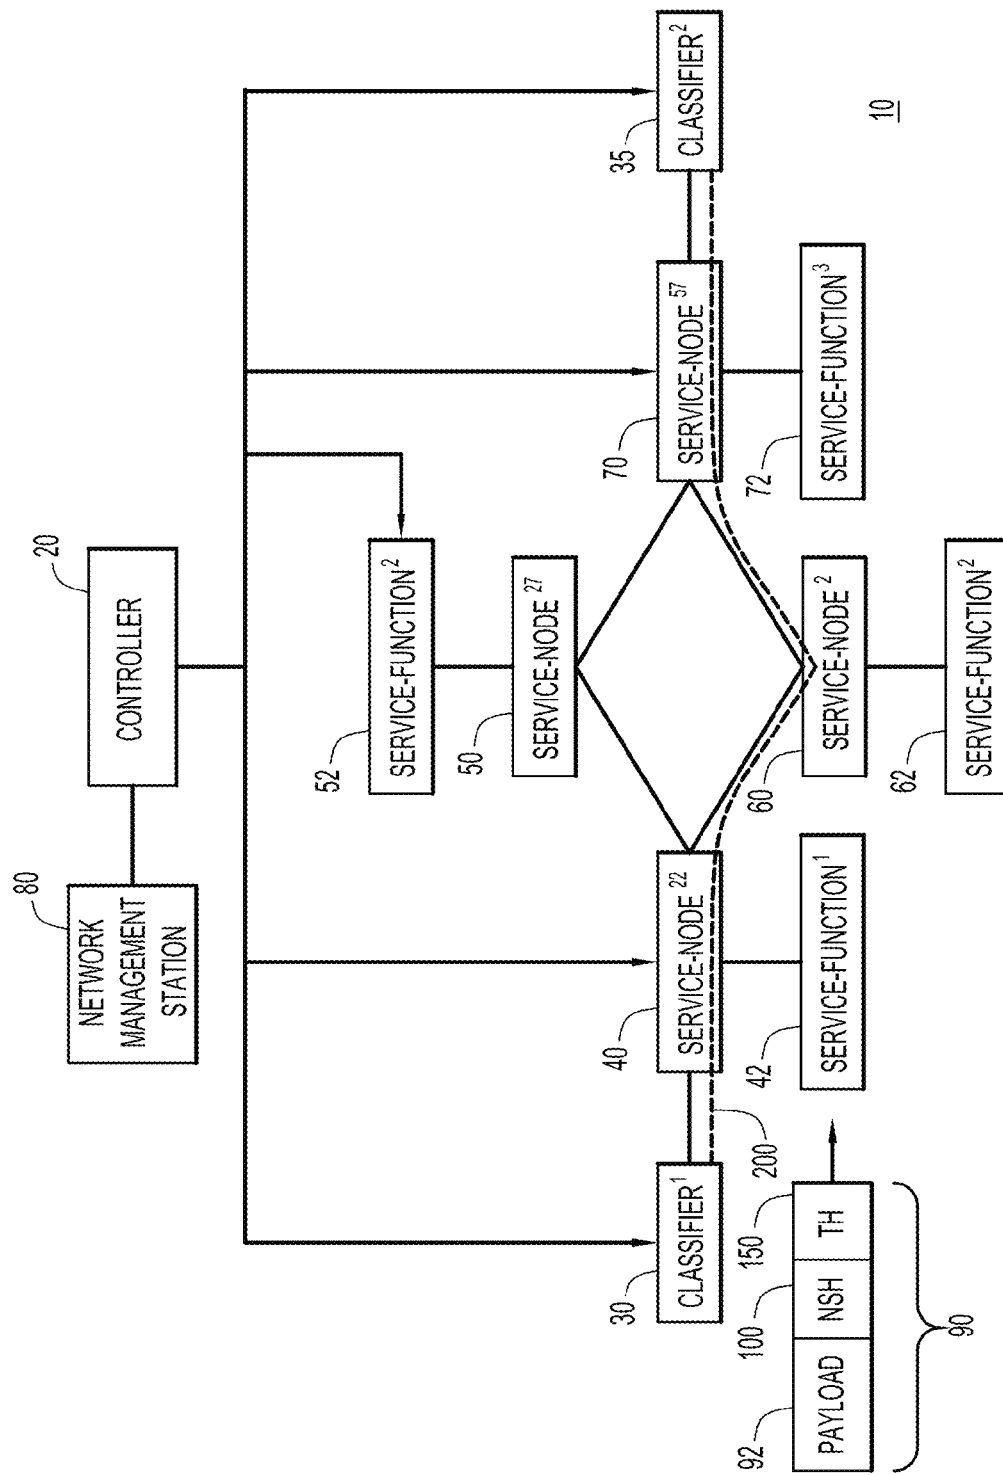 NETWORK
MANAGEMENT
STATION
80
CONTROLLER
20
52
SERVICE-FUNCTION²
50
SERVICE-NODE²⁷
30
CLASSIFIER¹
40
SERVICE-NODE²²
70
SERVICE-NODE⁵⁷
35
CLASSIFIER²
200
42
SERVICE-FUNCTION¹
60
SERVICE-NODE²
72
SERVICE-FUNCTION³
62
SERVICE-FUNCTION²
92
100
150
PAYLOAD
NSH
TH
90
10